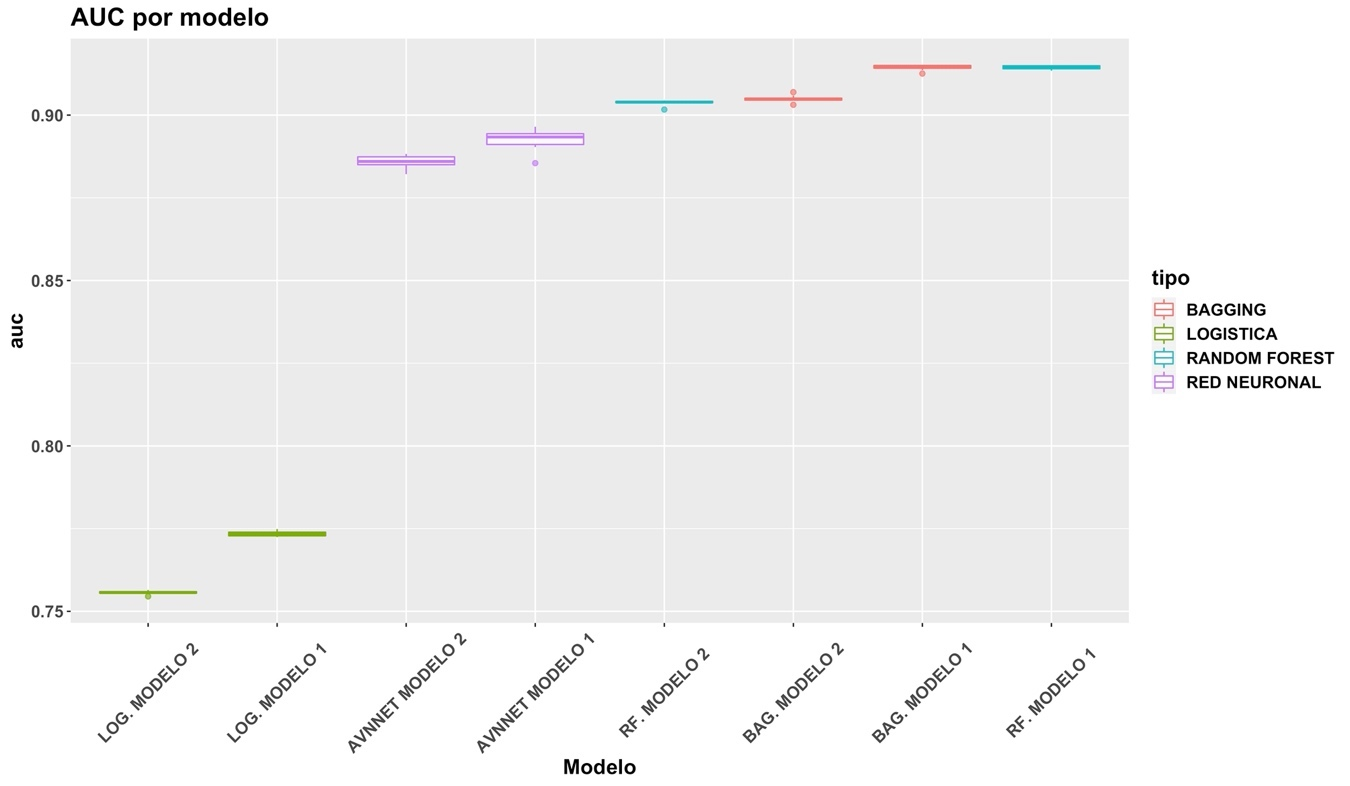 AUC por modelo
auc
0.90
0.85
0.80
0.75
LOG. MODELO 2
LOG. MODELO 1
AVNNET MODELO 2
AVNNET MODELO 1
RF. MODELO 2
BAG. MODELO 2
BAG. MODELO 1
RF. MODELO 1
Modelo
tipo
BAGGING
LOGISTICA
RANDOM FOREST
RED NEURONAL